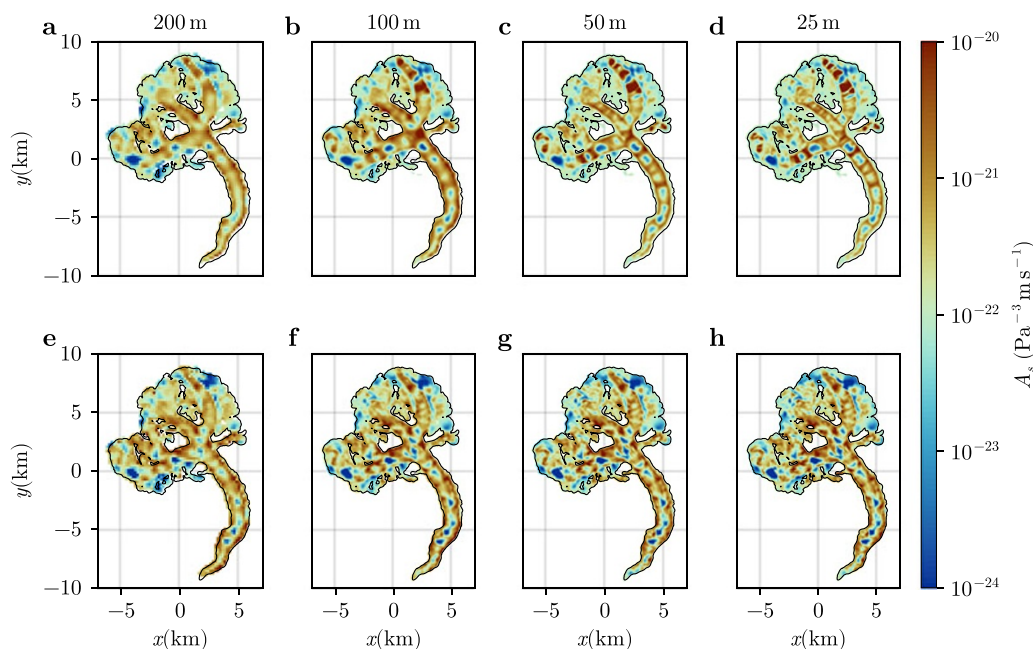 a 200 m b 100 m c 50 m d 25 m
10
5
0
−5
−10
y(km)
e f g h
10
5
0
−5
−10
y(km)
−5 0 5 −5 0 5 −5 0 5 −5 0 5
x(km) x(km) x(km) x(km)
10⁻²⁰
10⁻²¹
10⁻²²
10⁻²³
10⁻²⁴
Aₛ (Pa⁻³ m s⁻¹)